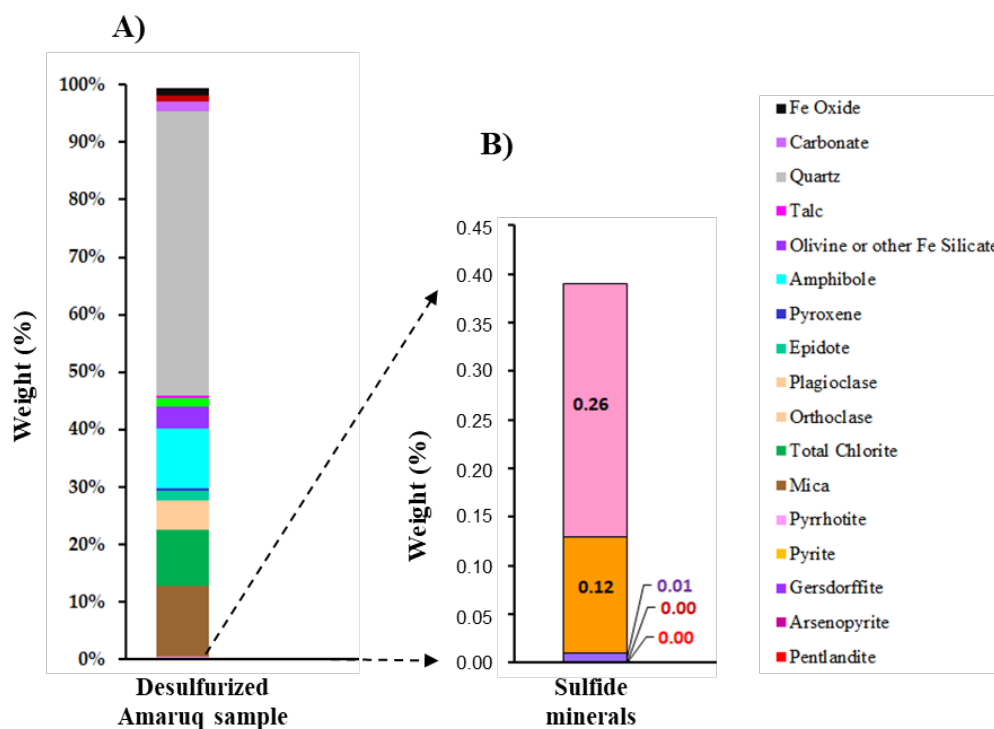 A)
100%
90%
80%
70%
60%
50%
40%
30%
20%
10%
0%
Weight (%)
Desulfurized
Amaruq sample
B)
0.45
0.40
0.35
0.30
0.25
0.20
0.15
0.10
0.05
0.00
Weight (%)
0.26
0.12
0.01
0.00
0.00
Sulfide
minerals
Fe Oxide
Carbonate
Quartz
Talc
Olivine or other Fe Silicate
Amphibole
Pyroxene
Epidote
Plagioclase
Orthoclase
Total Chlorite
Mica
Pyrrhotite
Pyrite
Gersdorffite
Arsenopyrite
Pentlandite